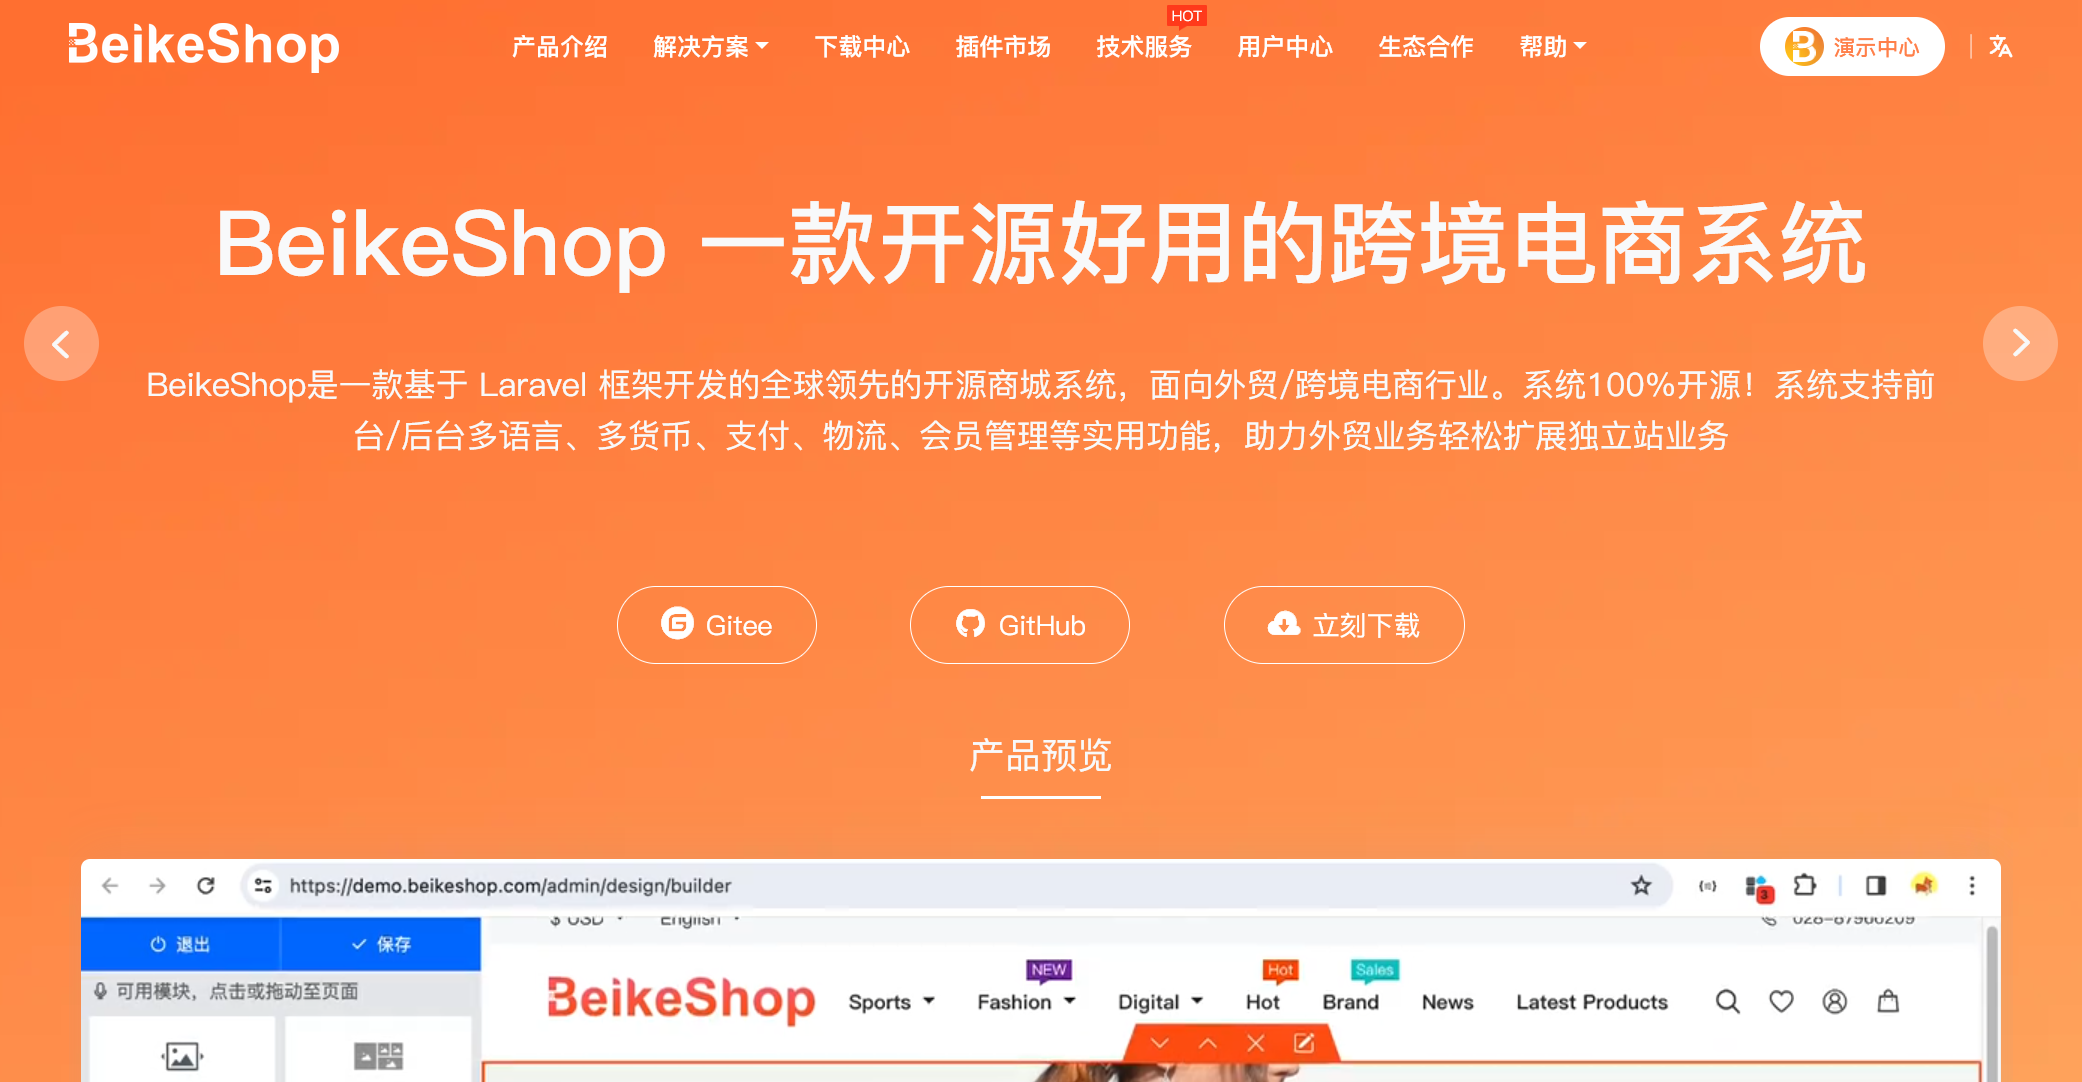 BeikeShop
产品介绍
解决方案
下载中心
插件市场
HOT
技术服务
用户中心
生态合作
帮助
演示中心
BeikeShop 一款开源好用的跨境电商系统
BeikeShop是一款基于 Laravel 框架开发的全球领先的开源商城系统，面向外贸/跨境电商行业。系统100%开源！系统支持前
台/后台多语言、多货币、支付、物流、会员管理等实用功能，助力外贸业务轻松扩展独立站业务
Gitee
GitHub
立刻下载
产品预览
https://demo.beikeshop.com/admin/design/builder
3
$ USD
English
028-87966209
退出
保存
可用模块，点击或拖动至页面
BeikeShop
Sports
NEW
Fashion
Digital
Hot
Hot
Sales
Brand
News
Latest Products